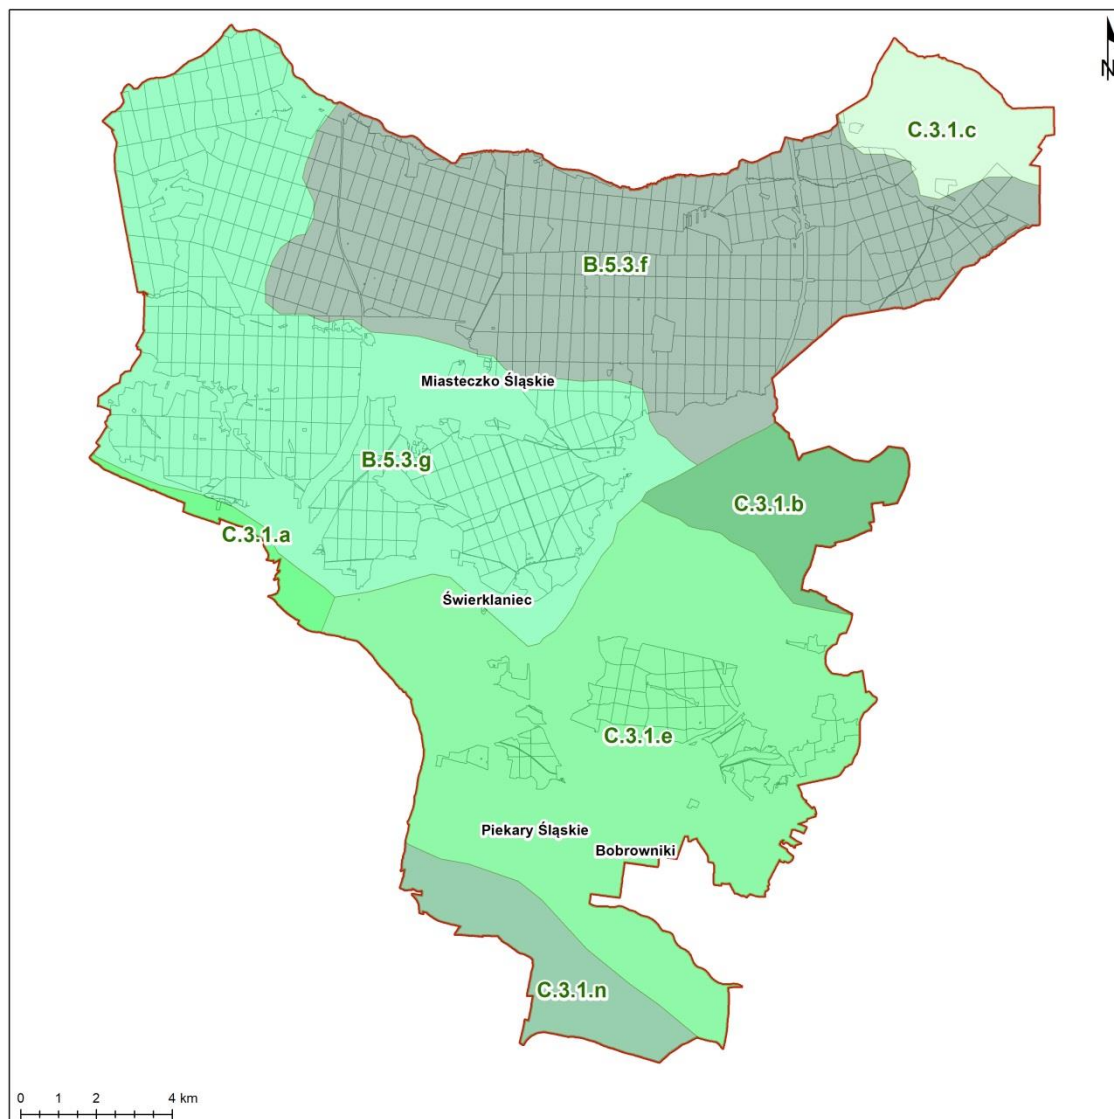 N
C.3.1.c
B.5.3.f
Miasteczko Śląskie
B.5.3.g
C.3.1.b
C.3.1.a
Świerklaniec
C.3.1.e
Piekary Śląskie
Bobrowniki
C.3.1.n
0 1 2 4 km